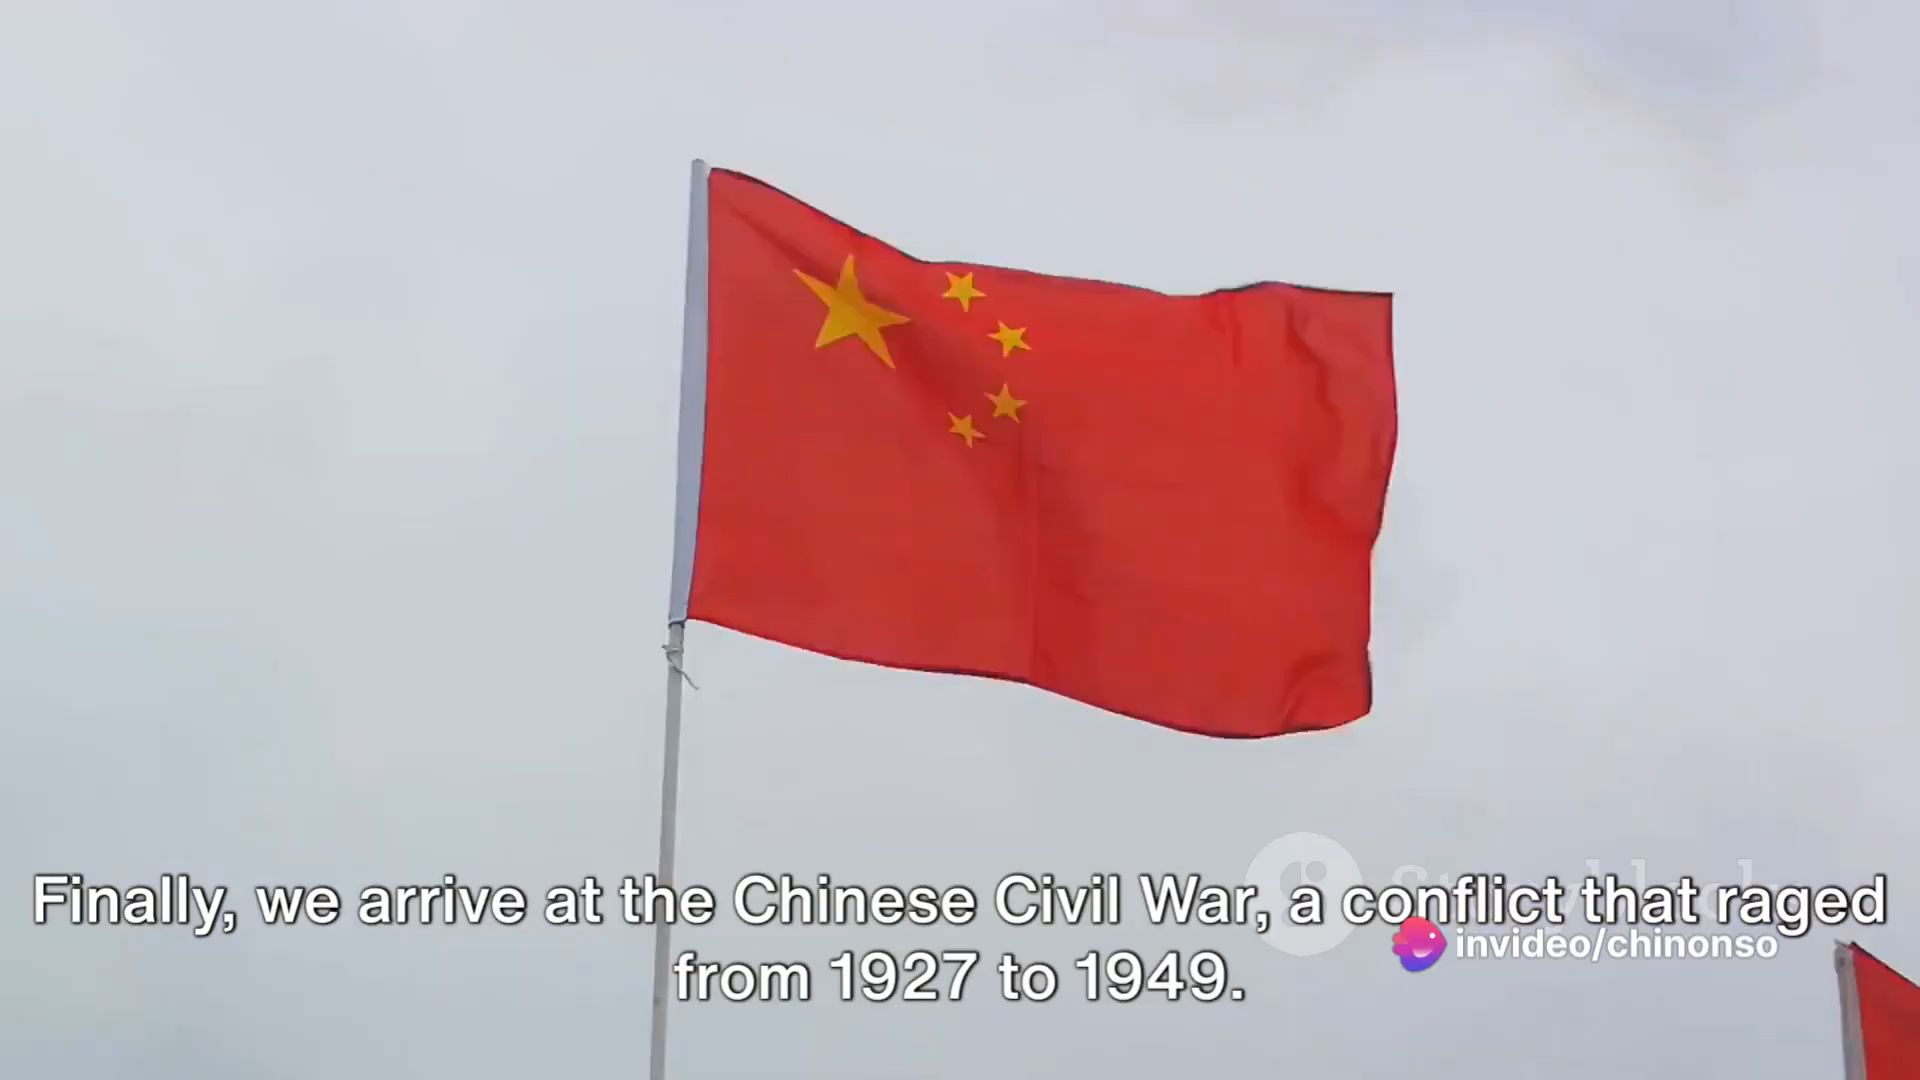 Finally, we arrive at the Chinese Civil War, a conflict that raged
from 1927 to 1949.
invideo/chinonso